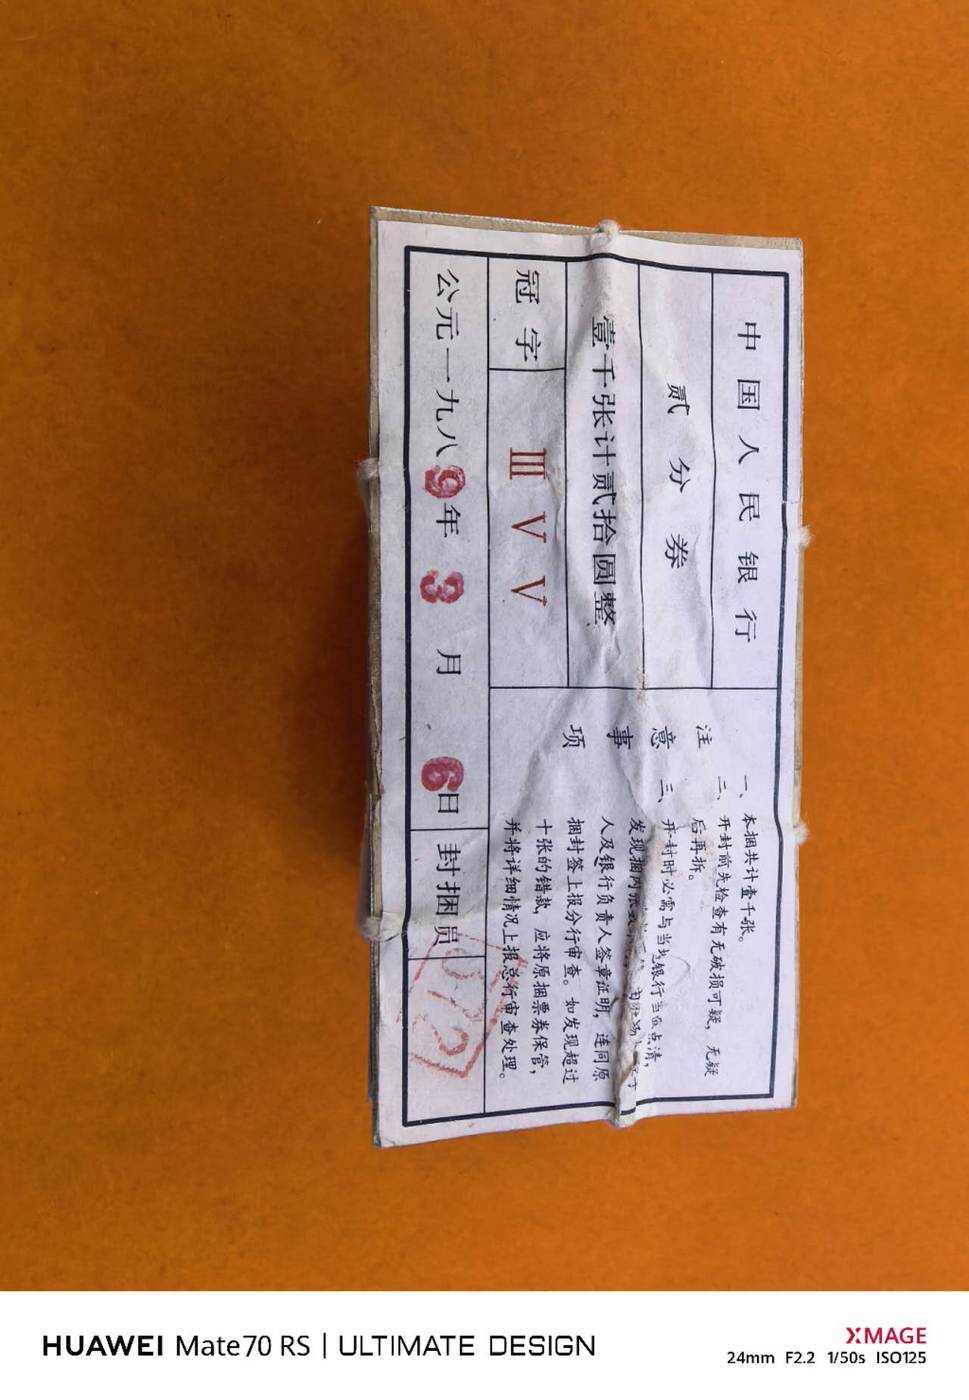 中国人民银行
贰分券
壹千张计贰拾圆整
冠字 III V V
公元一九八9年3月6日 封捆员
注意事项
一、本捆共计壹千张。
二、开封前先检查有无破损可疑，无疑
后再拆。
三、开封时必需与当地银行当面点清，
发现捆内张
人及银行负责人签章证明，连同原
捆封签上报分行审查。如发现超过
十张的错款，应将原捆票券保管，
并将详细情况上报总行审查处理。
HUAWEI Mate70 RS | ULTIMATE DESIGN
XMAGE
24mm F2.2 1/50s ISO125